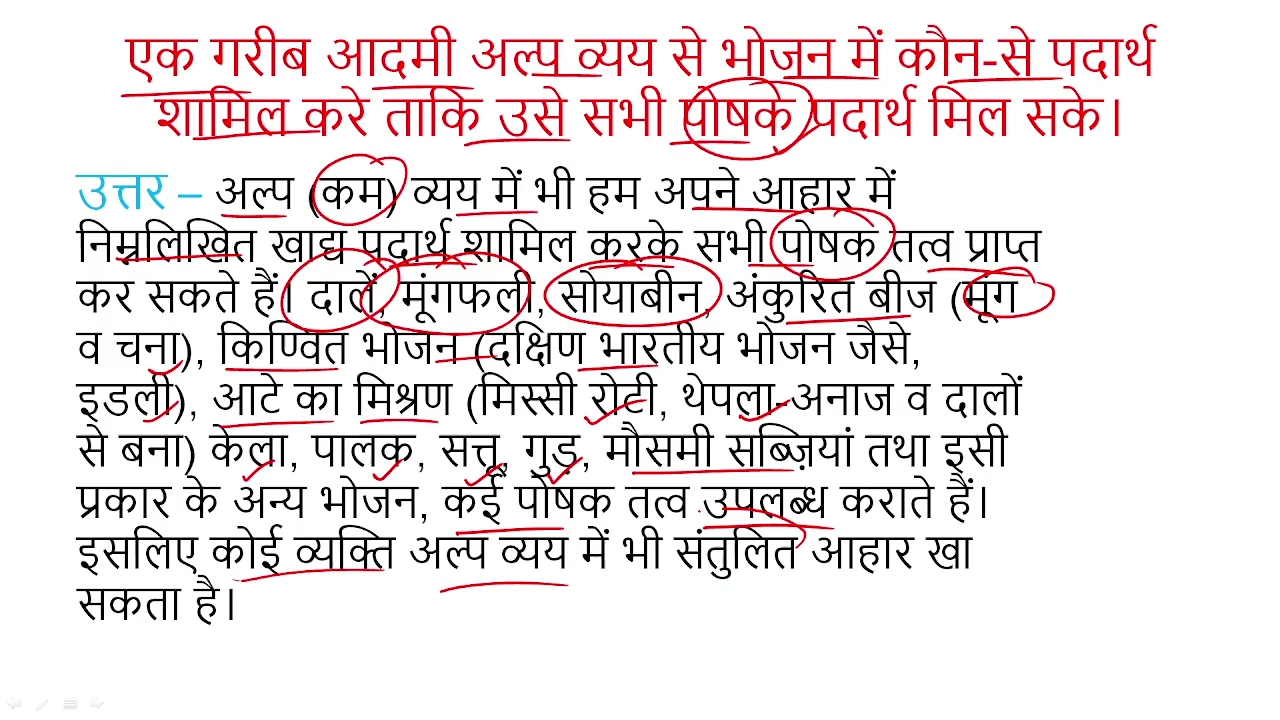 एक गरीब आदमी अल्प व्यय से भोजन में कौन-से पदार्थ
शामिल करे ताकि उसे सभी पोषके पदार्थ मिल सके।
उत्तर – अल्प (कम) व्यय में भी हम अपने आहार में
निम्नलिखित खाद्य पदार्थ शामिल करके सभी पोषक तत्व प्राप्त
कर सकते हैं। दालें, मूंगफली, सोयाबीन, अंकुरित बीज (मूंग
व चना), किण्वित भोजन (दक्षिण भारतीय भोजन जैसे,
इडली), आटे का मिश्रण (मिस्सी रोटी, थेपला-अनाज व दालों
से बना) केला, पालक, सत्तू, गुड़, मौसमी सब्ज़ियां तथा इसी
प्रकार के अन्य भोजन, कई पोषक तत्व उपलब्ध कराते हैं।
इसलिए कोई व्यक्ति अल्प व्यय में भी संतुलित आहार खा
सकता है।